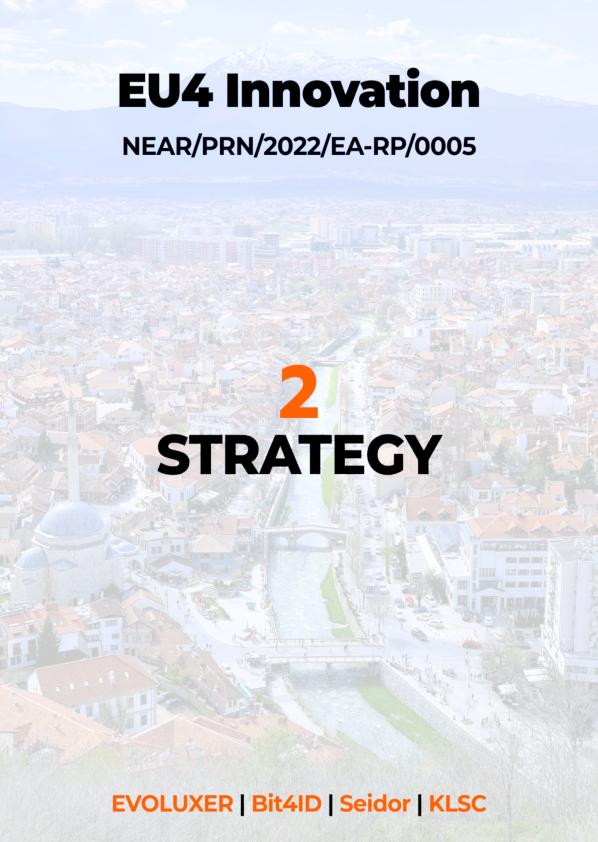 EU4 Innovation
NEAR/PRN/2022/EA-RP/0005
2
STRATEGY
EVOLUXER | Bit4ID | Seidor | KLSC